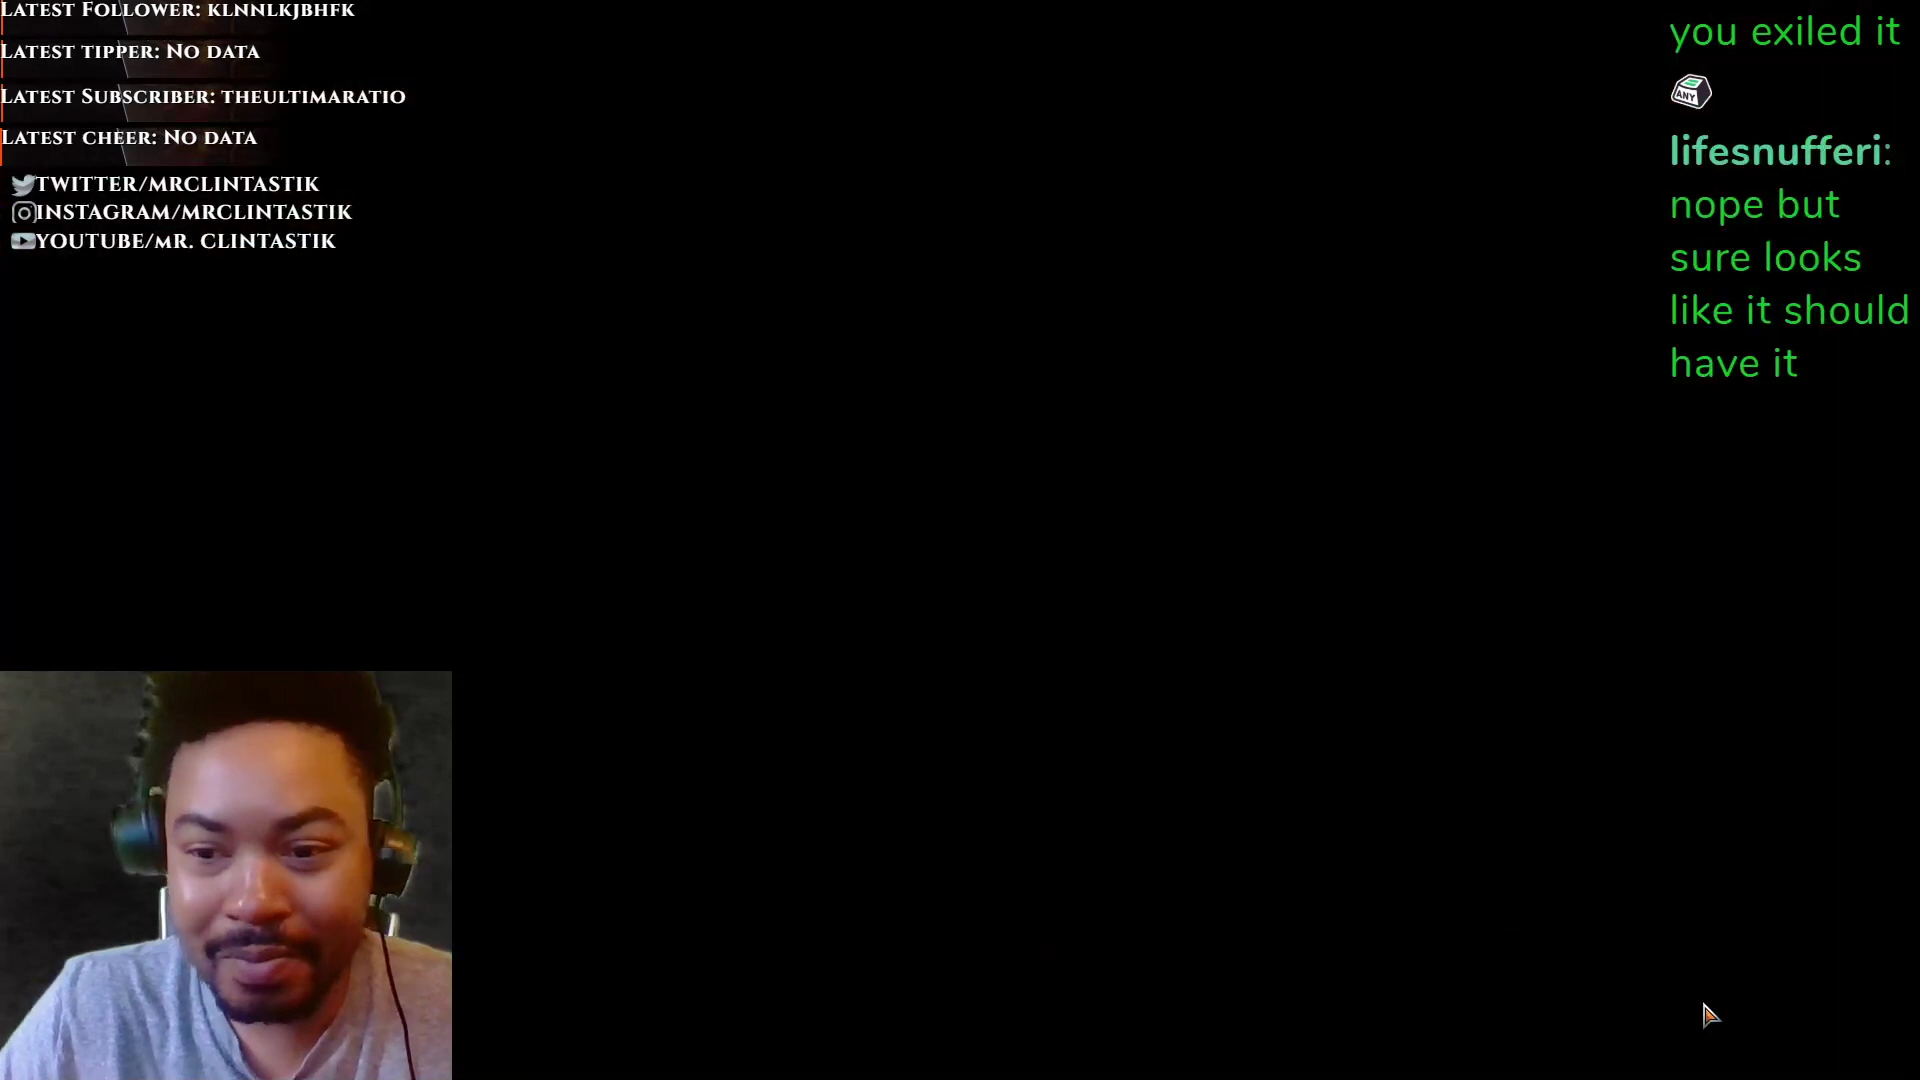 Latest Follower: klnnlkjbhfk
Latest tipper: No data
Latest Subscriber: theultimaratio
Latest cheer: No data
Twitter/MrClintastik
Instagram/MrClintastik
YouTube/Mr. Clintastik
you exiled it
ANY
lifesnufferi:
nope but
sure looks
like it should
have it